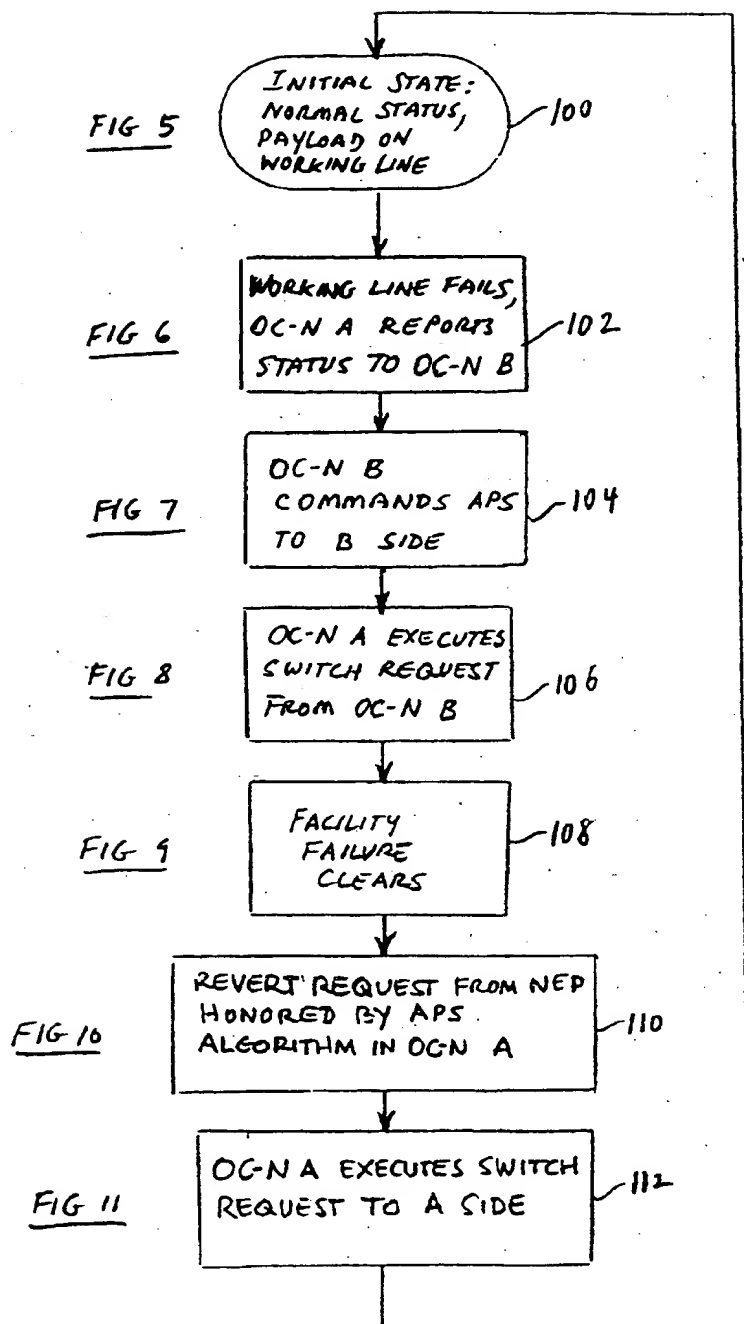 INITIAL STATE:
NORMAL STATUS,
PAYLOAD ON
WORKING LINE
100
FIG 5
WORKING LINE FAILS,
OC-N A REPORTS
STATUS TO OC-N B
102
FIG 6
OC-N B
COMMANDS APS
TO B SIDE
104
FIG 7
OC-N A EXECUTES
SWITCH REQUEST
FROM OC-N B
106
FIG 8
FACILITY
FAILURE
CLEARS
108
FIG 9
REVERT REQUEST FROM NEP
HONORED BY APS
ALGORITHM IN OC-N A
110
FIG 10
OC-N A EXECUTES SWITCH
REQUEST TO A SIDE
112
FIG 11